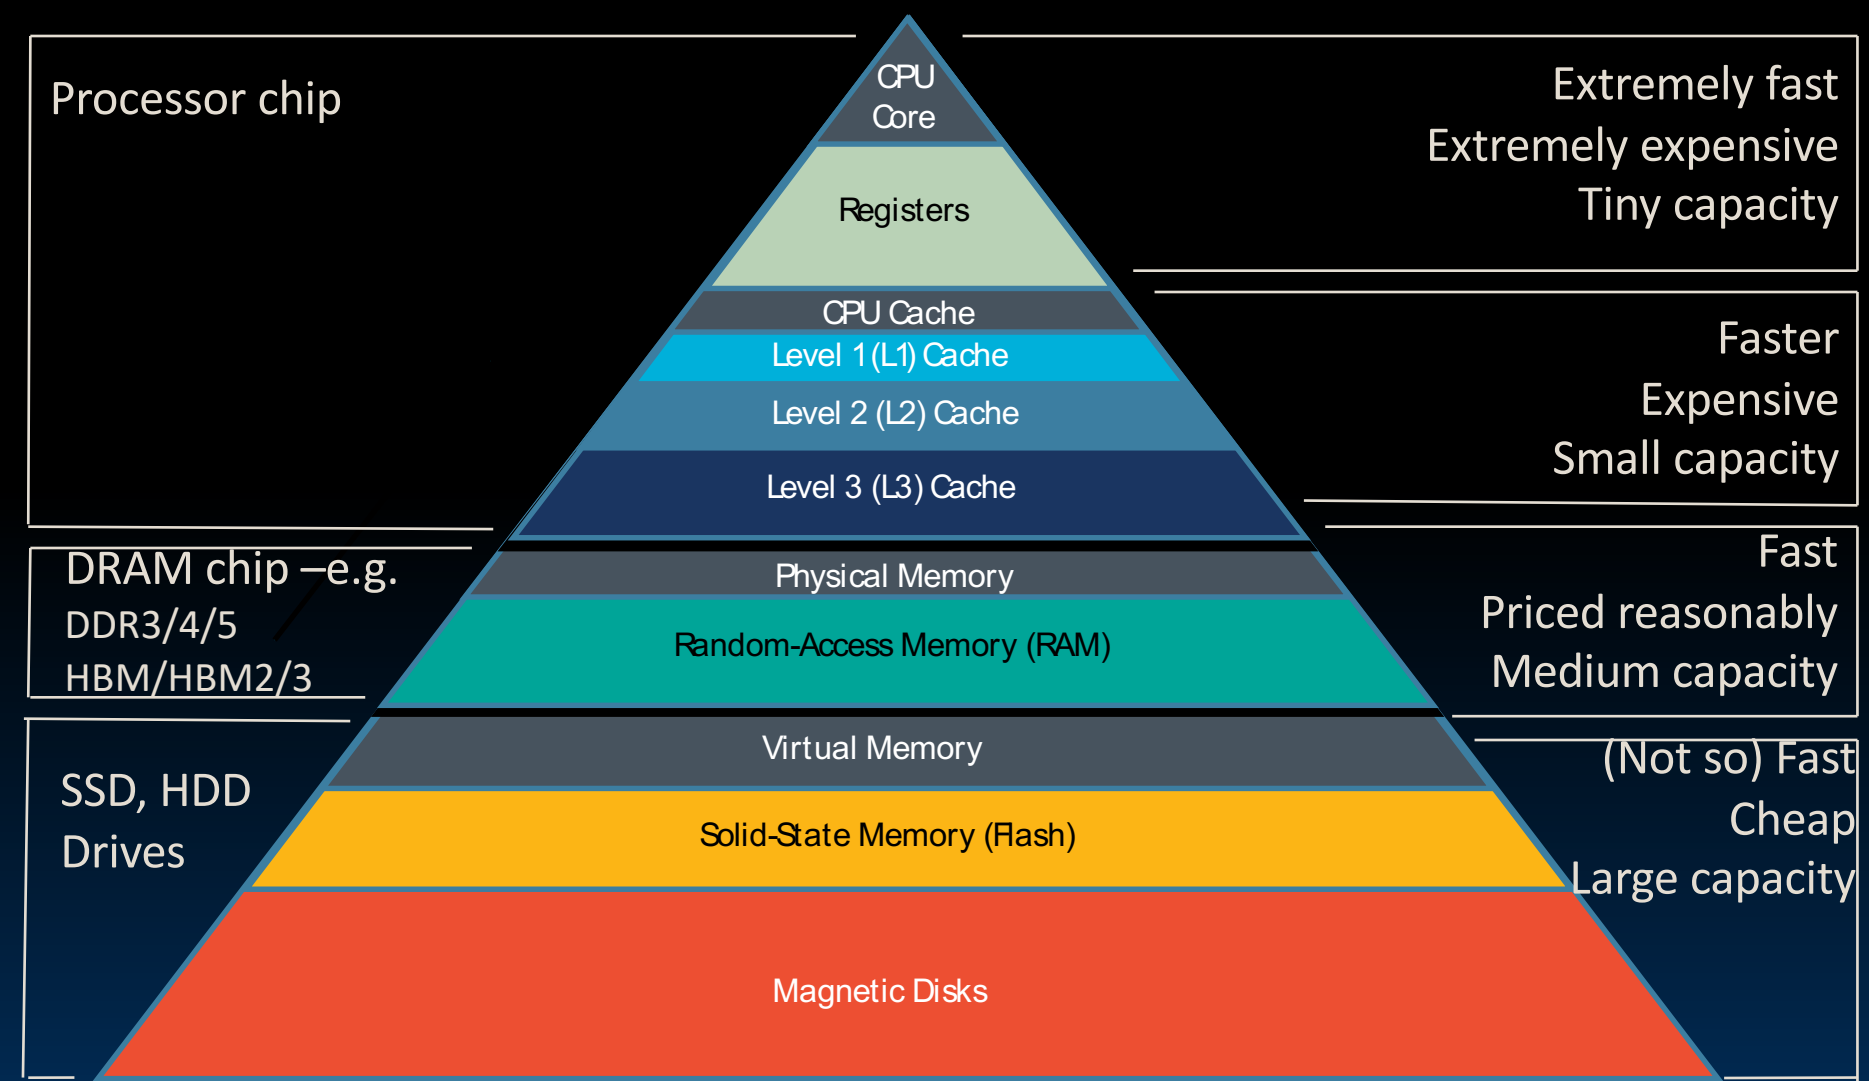 Processor chip
CPU
Core
Extremely fast
Extremely expensive
Tiny capacity
Registers
CPU Cache
Level 1 (L1) Cache
Level 2 (L2) Cache
Level 3 (L3) Cache
Faster
Expensive
Small capacity
DRAM chip –e.g.
DDR3/4/5
HBM/HBM2/3
Physical Memory
Random-Access Memory (RAM)
Fast
Priced reasonably
Medium capacity
SSD, HDD
Drives
Virtual Memory
Solid-State Memory (Flash)
Magnetic Disks
(Not so) Fast
Cheap
Large capacity